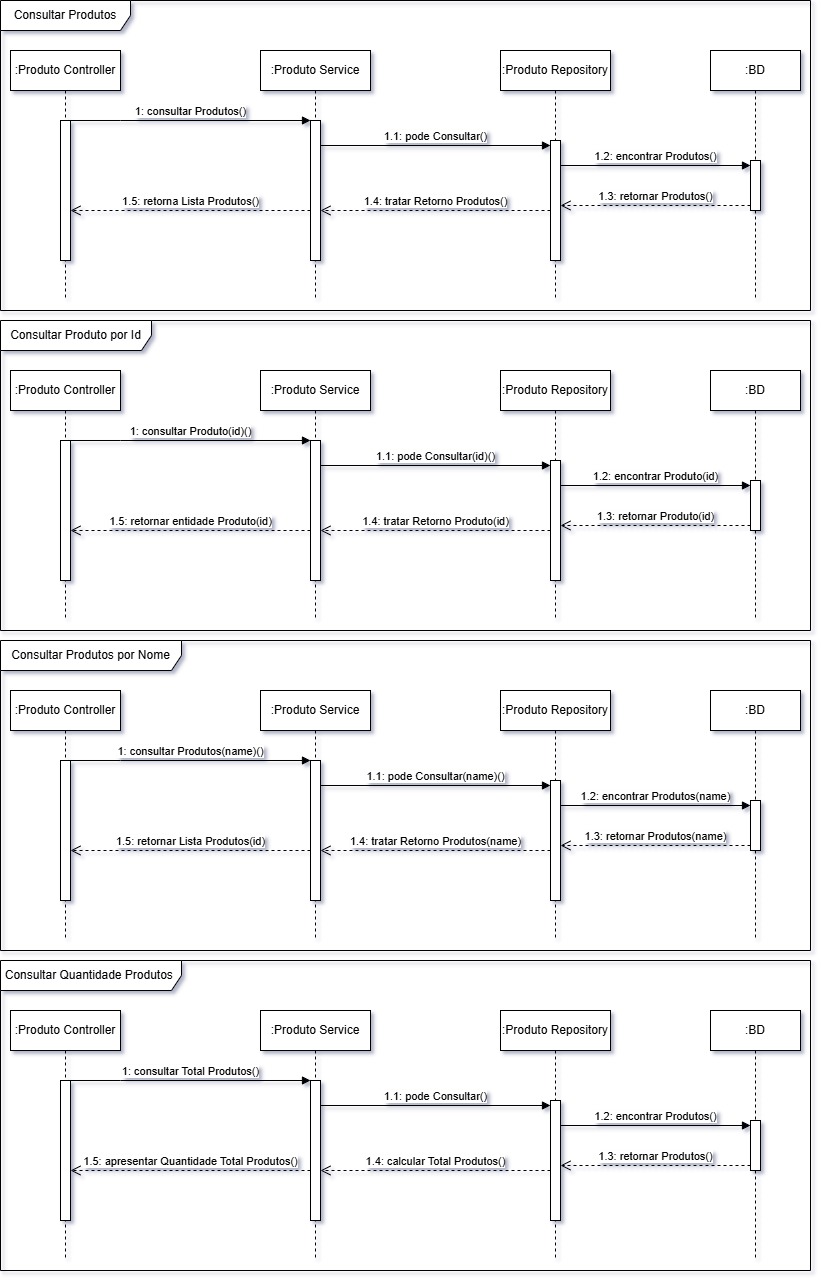 Consultar Produtos
:Produto Controller
:Produto Service
:Produto Repository
:BD
1: consultar Produtos()
1.1: pode Consultar()
1.2: encontrar Produtos()
1.3: retornar Produtos()
1.4: tratar Retorno Produtos()
1.5: retorna Lista Produtos()
Consultar Produto por Id
:Produto Controller
:Produto Service
:Produto Repository
:BD
1: consultar Produto(id)()
1.1: pode Consultar(id)()
1.2: encontrar Produto(id)
1.3: retornar Produto(id)
1.4: tratar Retorno Produto(id)
1.5: retornar entidade Produto(id)
Consultar Produtos por Nome
:Produto Controller
:Produto Service
:Produto Repository
:BD
1: consultar Produtos(name)()
1.1: pode Consultar(name)()
1.2: encontrar Produtos(name)
1.3: retornar Produtos(name)
1.4: tratar Retorno Produtos(name)
1.5: retornar Lista Produtos(id)
Consultar Quantidade Produtos
:Produto Controller
:Produto Service
:Produto Repository
:BD
1: consultar Total Produtos()
1.1: pode Consultar()
1.2: encontrar Produtos()
1.3: retornar Produtos()
1.4: calcular Total Produtos()
1.5: apresentar Quantidade Total Produtos()